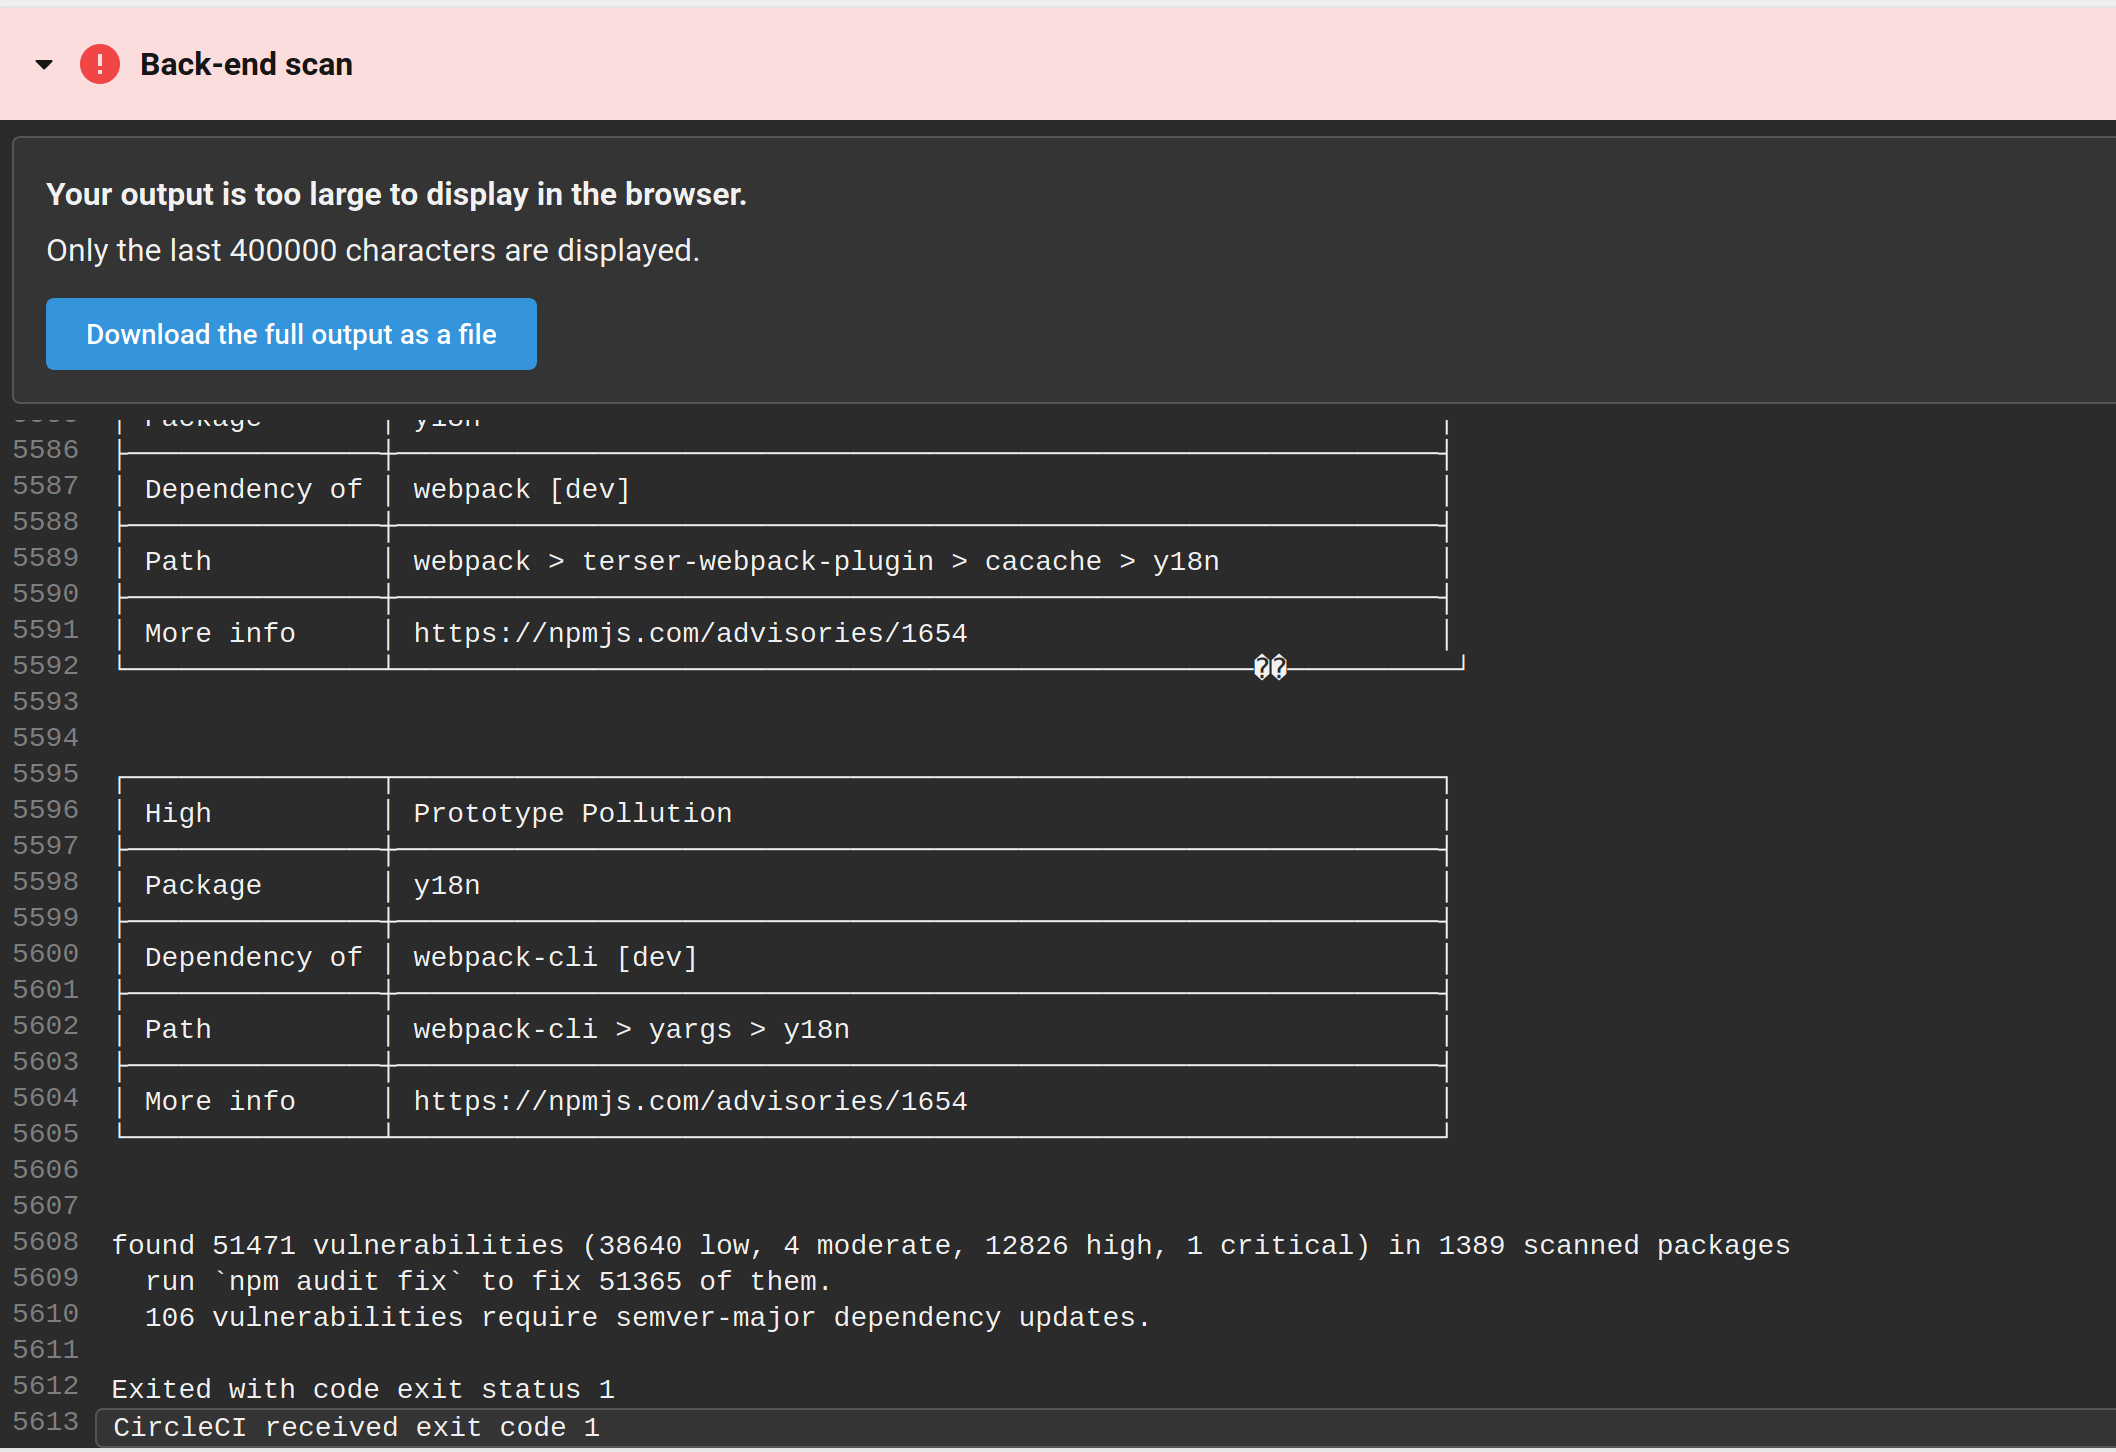 Back-end scan
Your output is too large to display in the browser.
Only the last 400000 characters are displayed.
Download the full output as a file
Package y18n
5586
5587 Dependency of webpack [dev]
5588
5589 Path webpack > terser-webpack-plugin > cacache > y18n
5590
5591 More info https://npmjs.com/advisories/1654
5592 ��
5593
5594
5595
5596 High Prototype Pollution
5597
5598 Package y18n
5599
5600 Dependency of webpack-cli [dev]
5601
5602 Path webpack-cli > yargs > y18n
5603
5604 More info https://npmjs.com/advisories/1654
5605
5606
5607
5608 found 51471 vulnerabilities (38640 low, 4 moderate, 12826 high, 1 critical) in 1389 scanned packages
5609 run `npm audit fix` to fix 51365 of them.
5610 106 vulnerabilities require semver-major dependency updates.
5611
5612 Exited with code exit status 1
5613 CircleCI received exit code 1